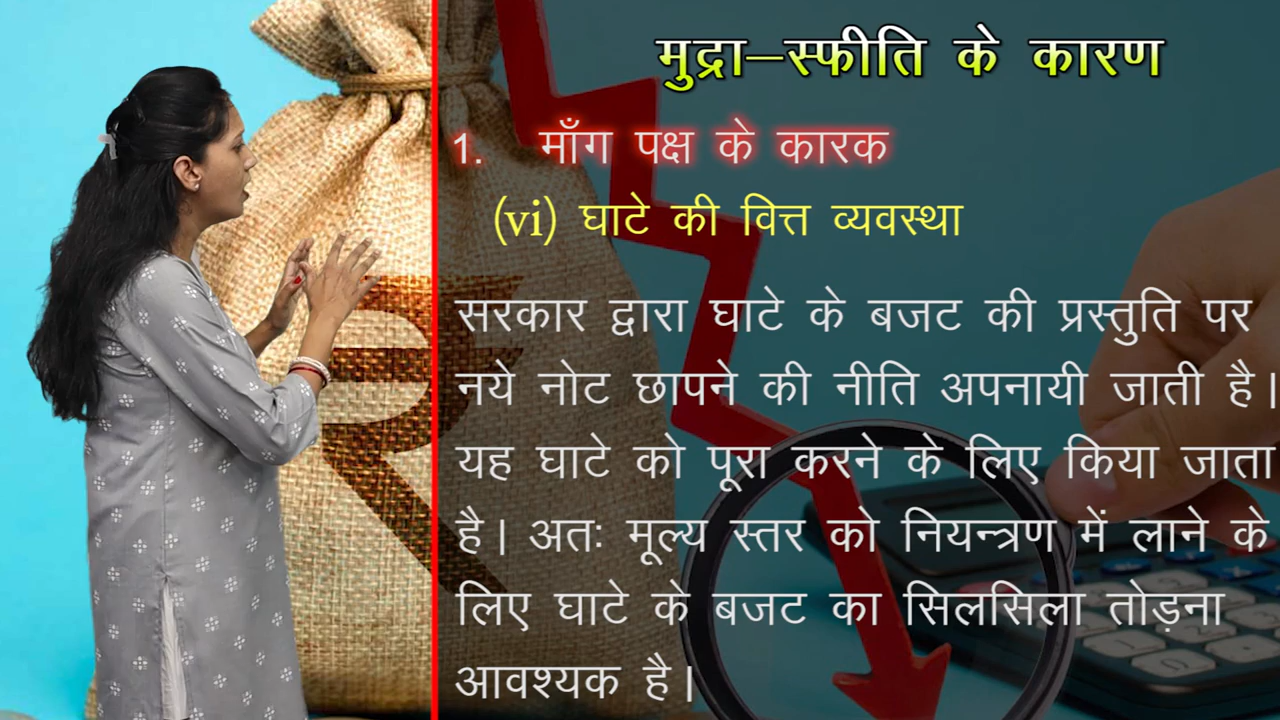 मुद्रा–स्फीति के कारण
1. माँग पक्ष के कारक
(vi) घाटे की वित्त व्यवस्था
सरकार द्वारा घाटे के बजट की प्रस्तुति पर
नये नोट छापने की नीति अपनायी जाती है।
यह घाटे को पूरा करने के लिए किया जाता
है। अतः मूल्य स्तर को नियन्त्रण में लाने के
लिए घाटे के बजट का सिलसिला तोड़ना
आवश्यक है।